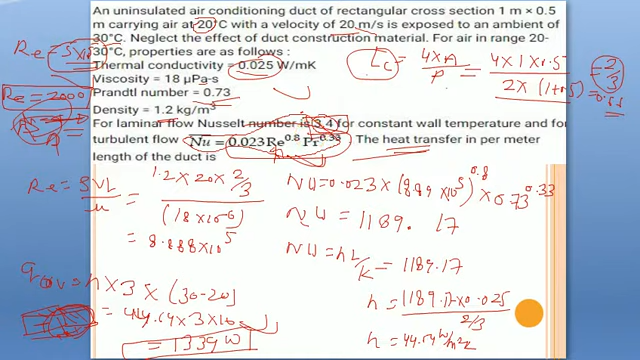 An uninsulated air conditioning duct of rectangular cross section 1 m × 0.5
m carrying air at 20°C with a velocity of 20 m/s is exposed to an ambient of
30°C. Neglect the effect of duct construction material. For air in range 20-
30°C, properties are as follows:
Thermal conductivity = 0.025 W/mK
Viscosity = 18 μPa-s
Prandtl number = 0.73
Density = 1.2 kg/m³
For laminar flow Nusselt number is 3.4 for constant wall temperature and for
turbulent flow Nu = 0.023Re^0.8 Pr^0.33 The heat transfer in per meter
length of the duct is
Re =
Re = 2000
Lc = 4×A/P = 4×1×0.5/2×(1+0.5) = 2/3
Re = ρVL/μ = 1.2×20×2/3/(18×10^-6)
= 8.888×10^5
NU = 0.023×(8.89×10^5)^0.8 × 0.73^0.33
NU = 1189.17
NU = hL/K = 1189.17
h = 1189.17×0.025/2/3
h = 44.59 w/m²k
qconv = h×3×(30-20)
×3×10
= 1339 W